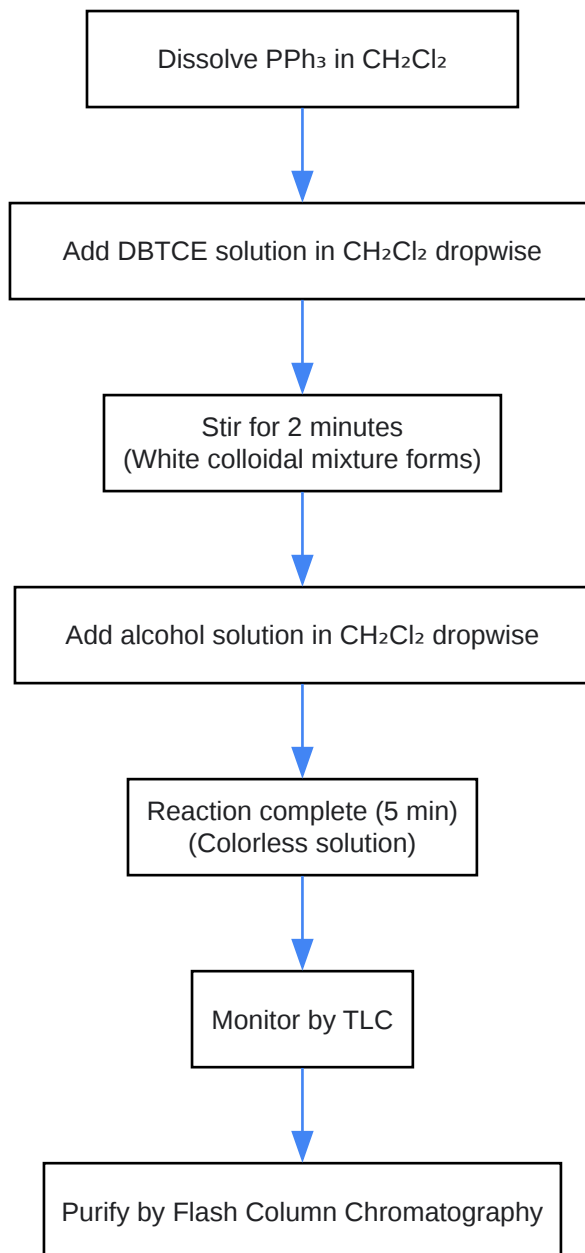 Dissolve PPh₃ in CH₂Cl₂
Add DBTCE solution in CH₂Cl₂ dropwise
Stir for 2 minutes
(White colloidal mixture forms)
Add alcohol solution in CH₂Cl₂ dropwise
Reaction complete (5 min)
(Colorless solution)
Monitor by TLC
Purify by Flash Column Chromatography